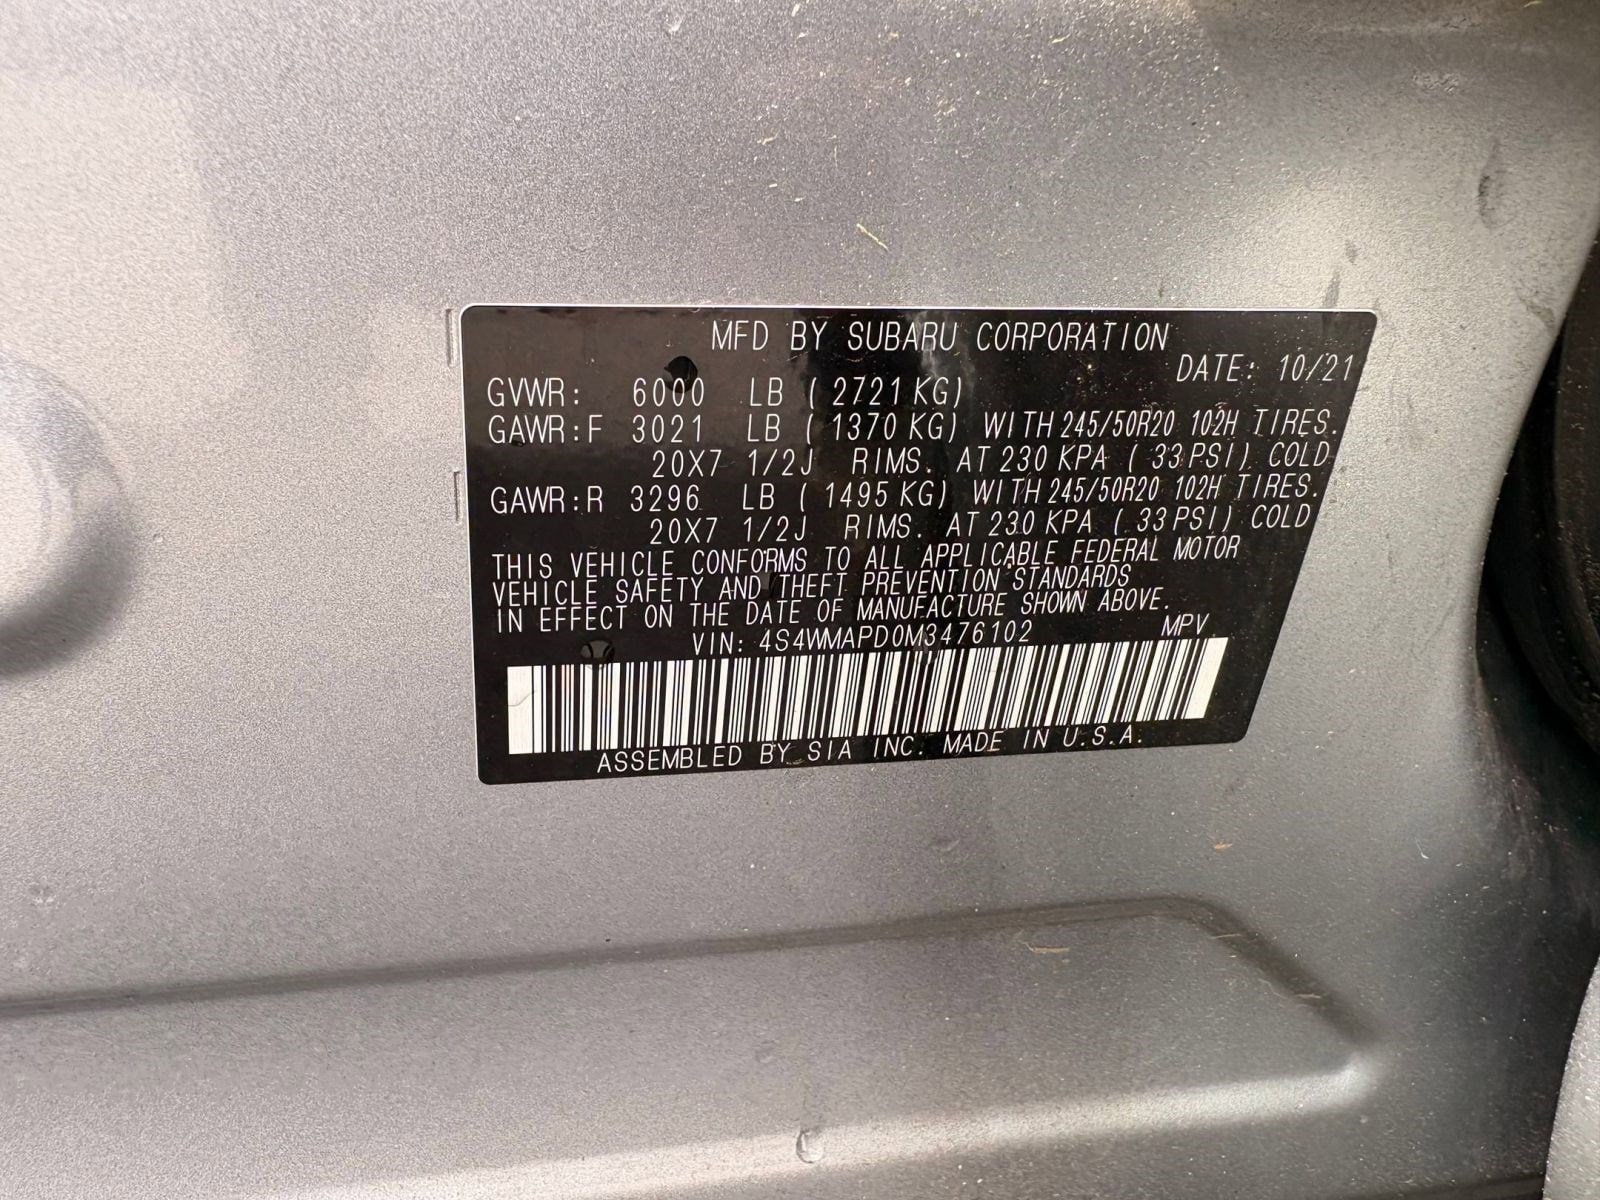 MFD BY SUBARU CORPORATION
DATE: 10/21
GVWR: 6000 LB ( 2721 KG)
GAWR:F 3021 LB ( 1370 KG) WITH 245/50R20 102H TIRES.
20X7 1/2J RIMS. AT 230 KPA ( 33 PSI) COLD
GAWR:R 3296 LB ( 1495 KG) WITH 245/50R20 102H TIRES.
20X7 1/2J RIMS. AT 230 KPA ( 33 PSI) COLD
THIS VEHICLE CONFORMS TO ALL APPLICABLE FEDERAL MOTOR
VEHICLE SAFETY AND THEFT PREVENTION STANDARDS
IN EFFECT ON THE DATE OF MANUFACTURE SHOWN ABOVE.
VIN: 4S4WMAPD0M3476102 MPV
ASSEMBLED BY SIA INC. MADE IN U.S.A.